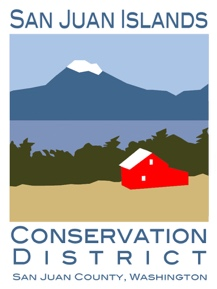 San Juan Islands
Conservation
District
San Juan County, Washington